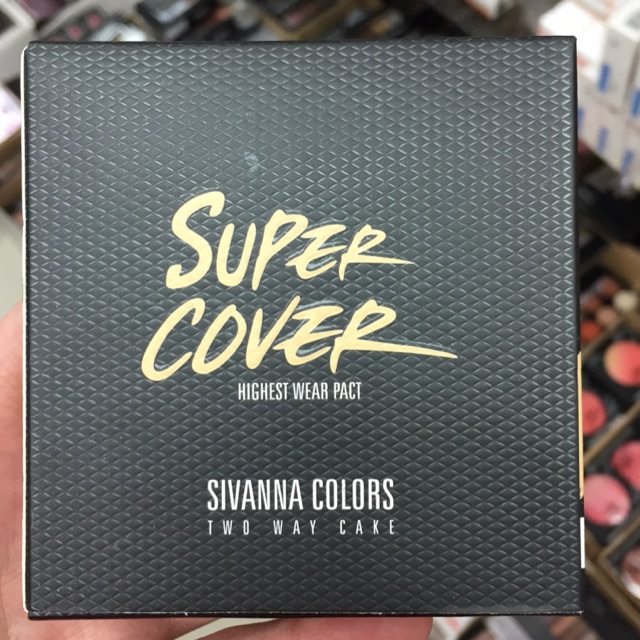 SUPER
COVER
HIGHEST WEAR PACT
SIVANNA COLORS
TWO WAY CAKE